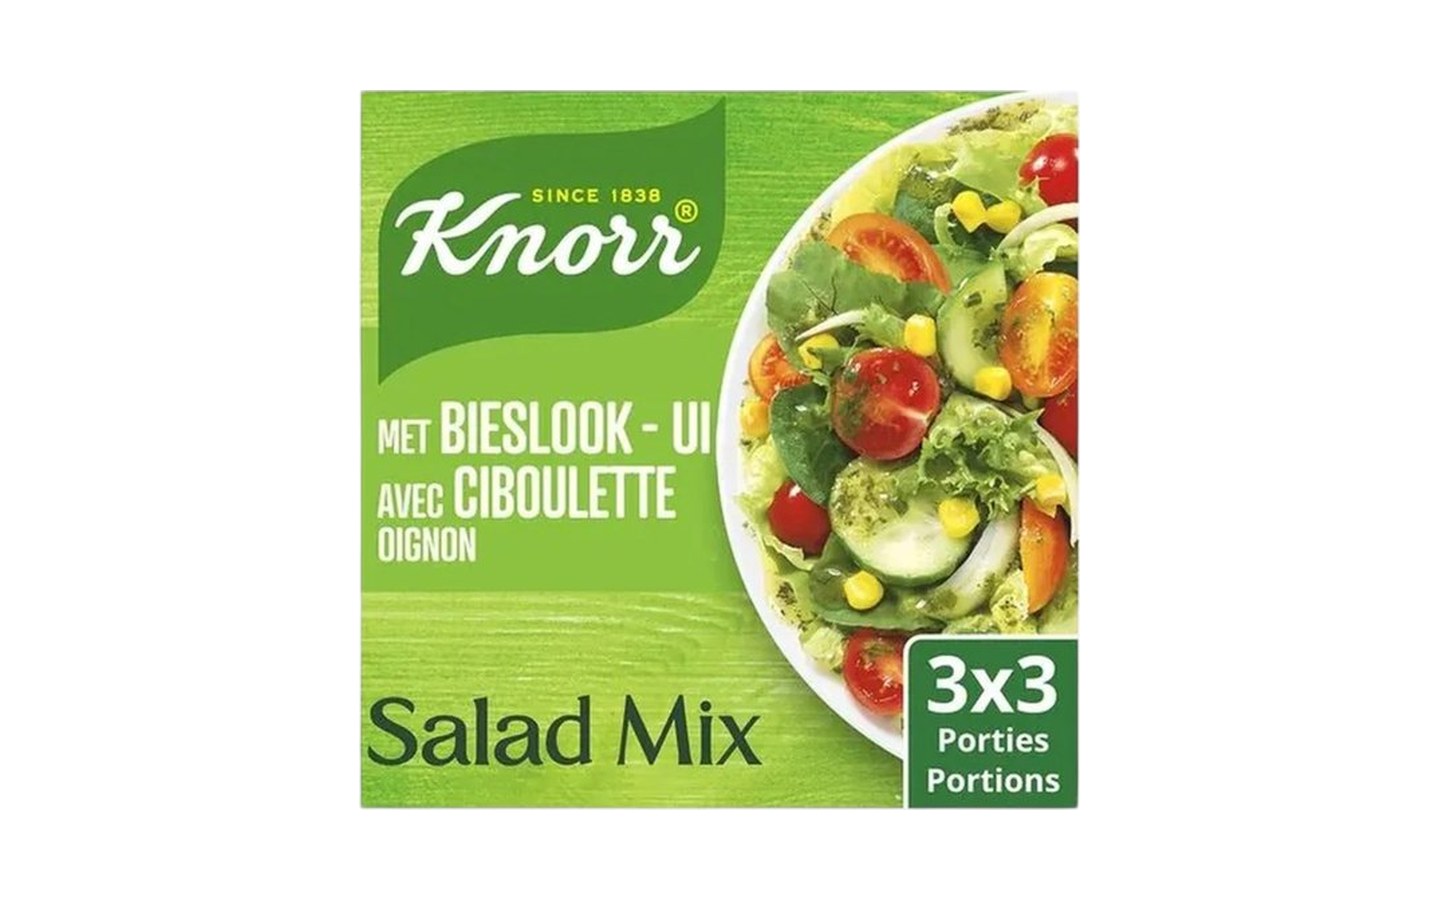 SINCE 1838
Knorr®
MET BIESLOOK - UI
AVEC CIBOULETTE
OIGNON
Salad Mix
3x3
Porties
Portions